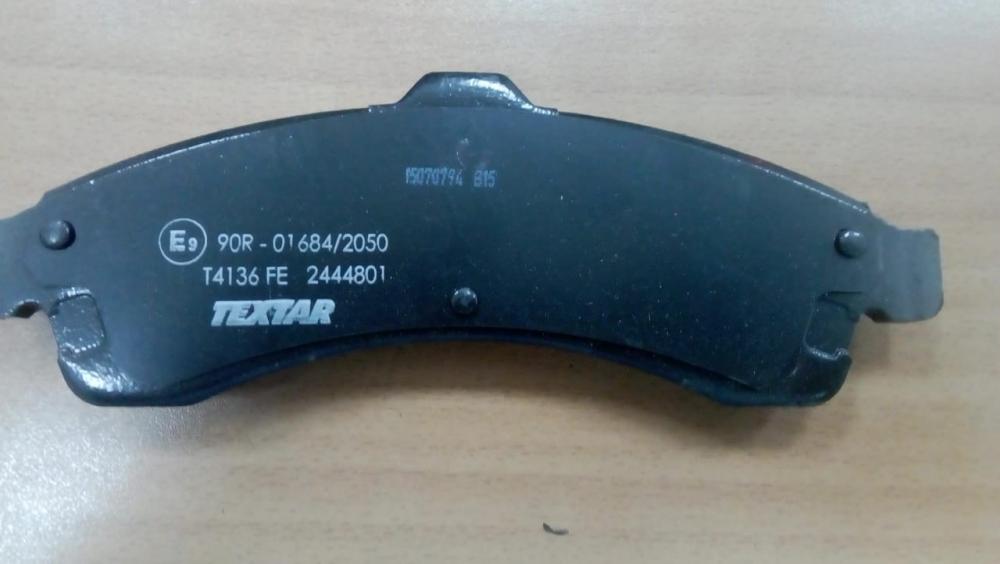 15070794 B15
E9 90R - 01684/2050
T4136 FE 2444801
TEXTAR